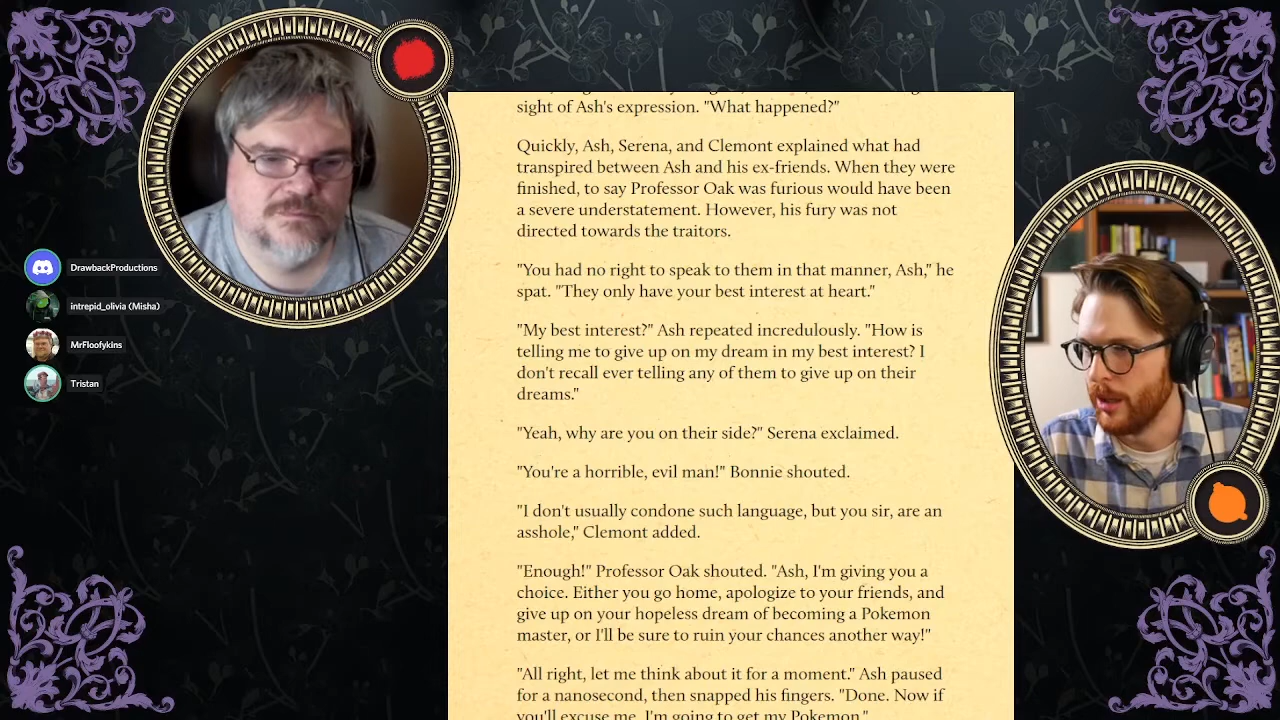 sight of Ash's expression. "What happened?"
Quickly, Ash, Serena, and Clemont explained what had
transpired between Ash and his ex-friends. When they were
finished, to say Professor Oak was furious would have been
a severe understatement. However, his fury was not
directed towards the traitors.
"You had no right to speak to them in that manner, Ash," he
spat. "They only have your best interest at heart."
"My best interest?" Ash repeated incredulously. "How is
telling me to give up on my dream in my best interest? I
don't recall ever telling any of them to give up on their
dreams."
"Yeah, why are you on their side?" Serena exclaimed.
"You're a horrible, evil man!" Bonnie shouted.
"I don't usually condone such language, but you sir, are an
asshole," Clemont added.
"Enough!" Professor Oak shouted. "Ash, I'm giving you a
choice. Either you go home, apologize to your friends, and
give up on your hopeless dream of becoming a Pokemon
master, or I'll be sure to ruin your chances another way!"
"All right, let me think about it for a moment." Ash paused
for a nanosecond, then snapped his fingers. "Done. Now if
you'll excuse me, I'm going to get my Pokemon."
DrawbackProductions
intrepid_olivia (Misha)
MrFloofykins
Tristan